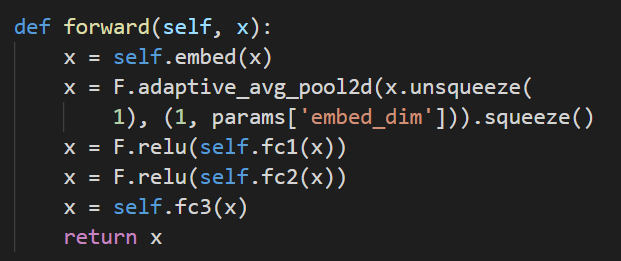 def forward(self, x):
    x = self.embed(x)
    x = F.adaptive_avg_pool2d(x.unsqueeze(
        1), (1, params['embed_dim'])).squeeze()
    x = F.relu(self.fc1(x))
    x = F.relu(self.fc2(x))
    x = self.fc3(x)
    return x